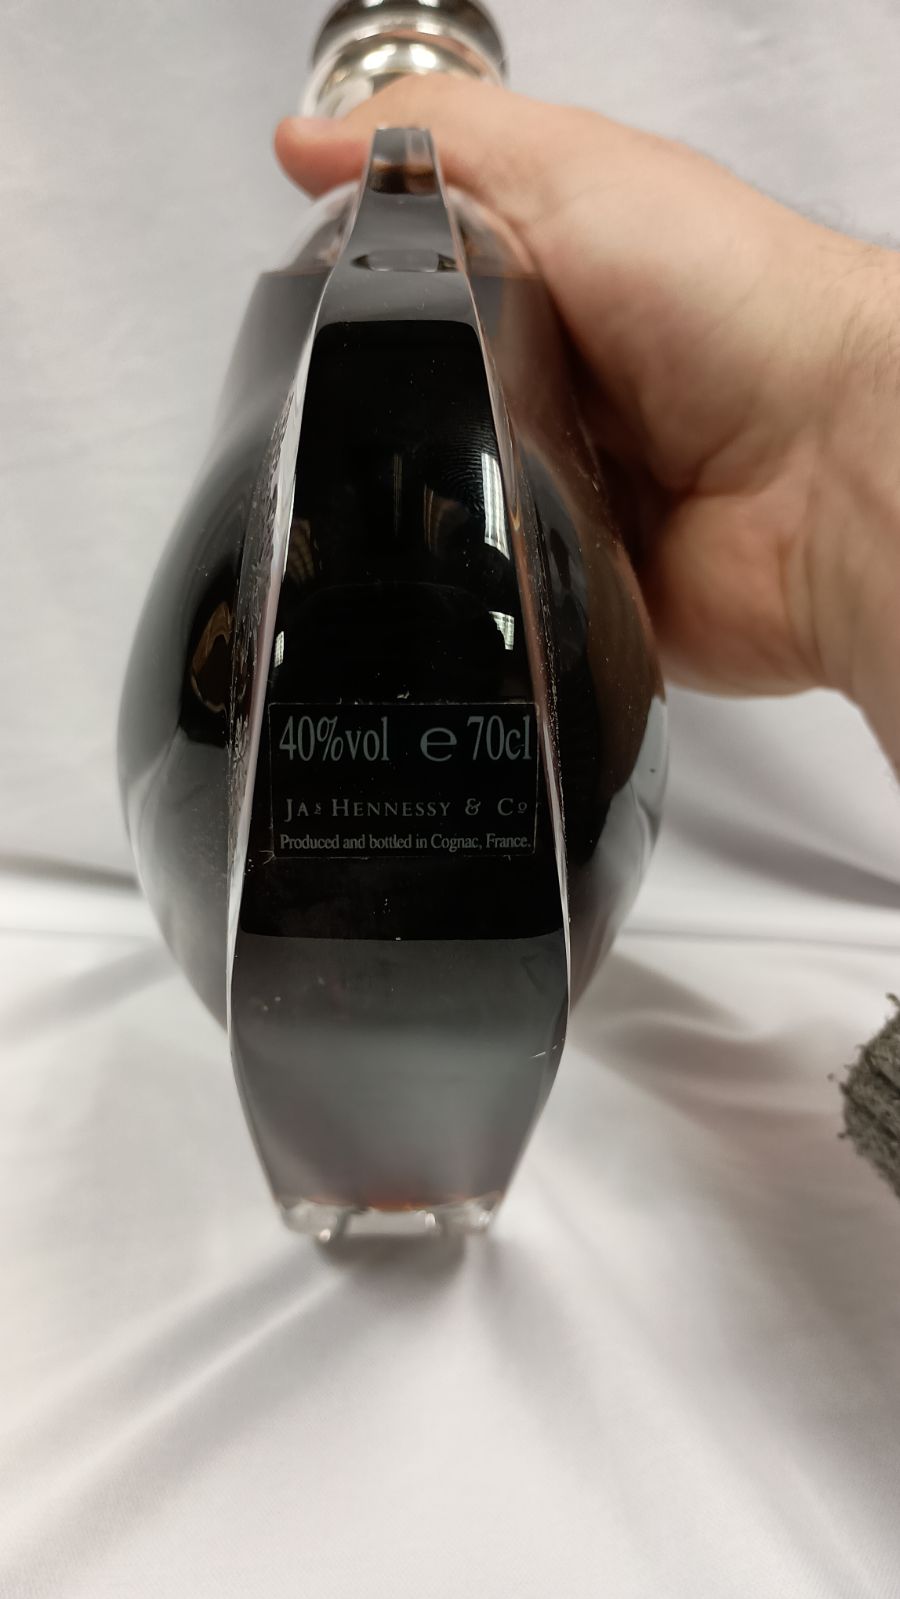 40%vol ℮ 70cl
JAˢ HENNESSY & Cº
Produced and bottled in Cognac, France.